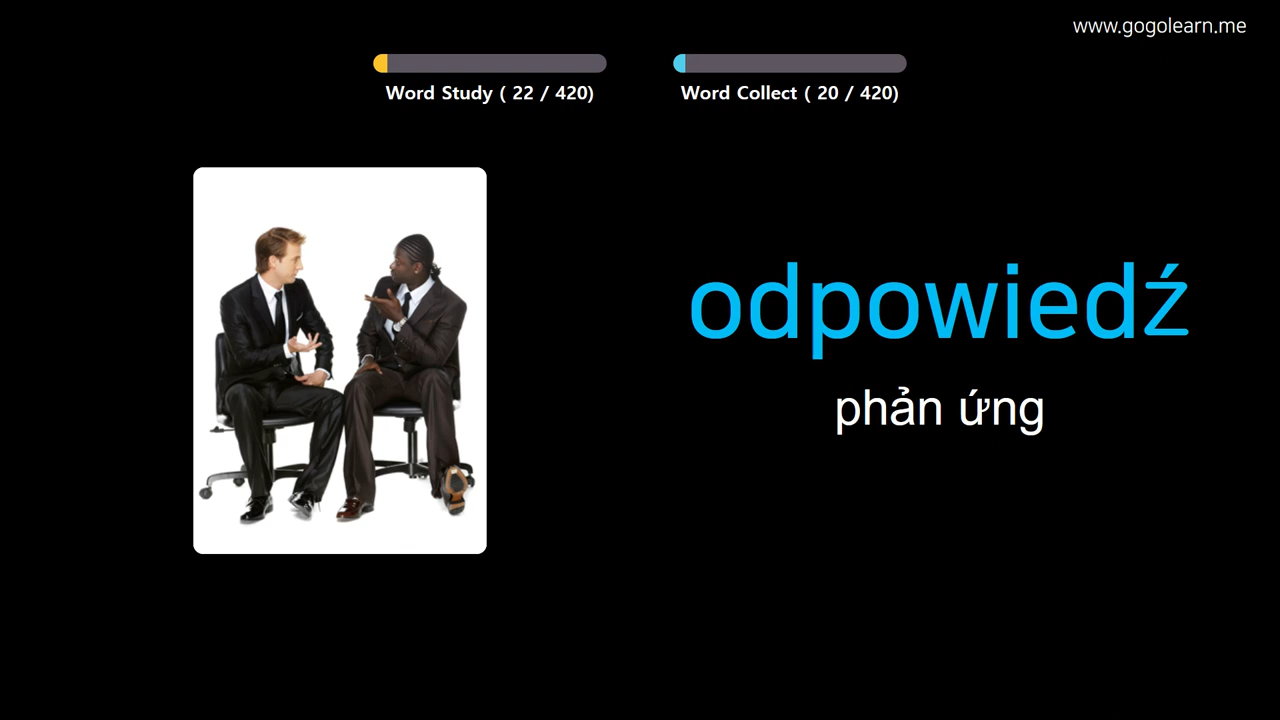 www.gogolearn.me
Word Study ( 22 / 420)
Word Collect ( 20 / 420)
odpowiedź
phản ứng